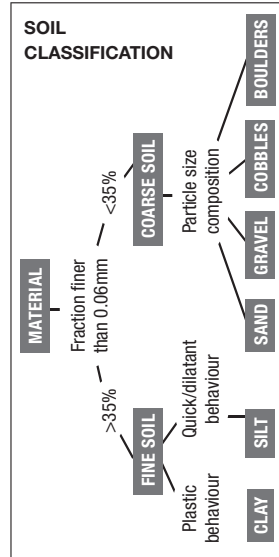 SOIL
CLASSIFICATION
MATERIAL
Fraction finer
than 0.06mm
>35%
<35%
FINE SOIL
COARSE SOIL
Plastic
behaviour
Quick/dilatant
behaviour
Particle size
composition
CLAY
SILT
SAND
GRAVEL
COBBLES
BOULDERS